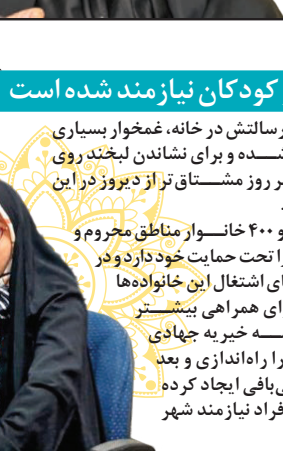 کودکان نیازمند شده است
رسالتش در خانه، غمخوار بسیاری
شده و برای نشاندن لبخند روی
هر روز مشتاق‌تر از دیروز در این
و ۴۰۰ خانوار مناطق محروم و
را تحت حمایت خود دارد و در
ای اشتغال این خانواده‌ها
رای همراهی بیشتر
ـه خیریه جهادی
را راه‌اندازی و بعد
ی‌بافی ایجاد کرده
فراد نیازمند شهر